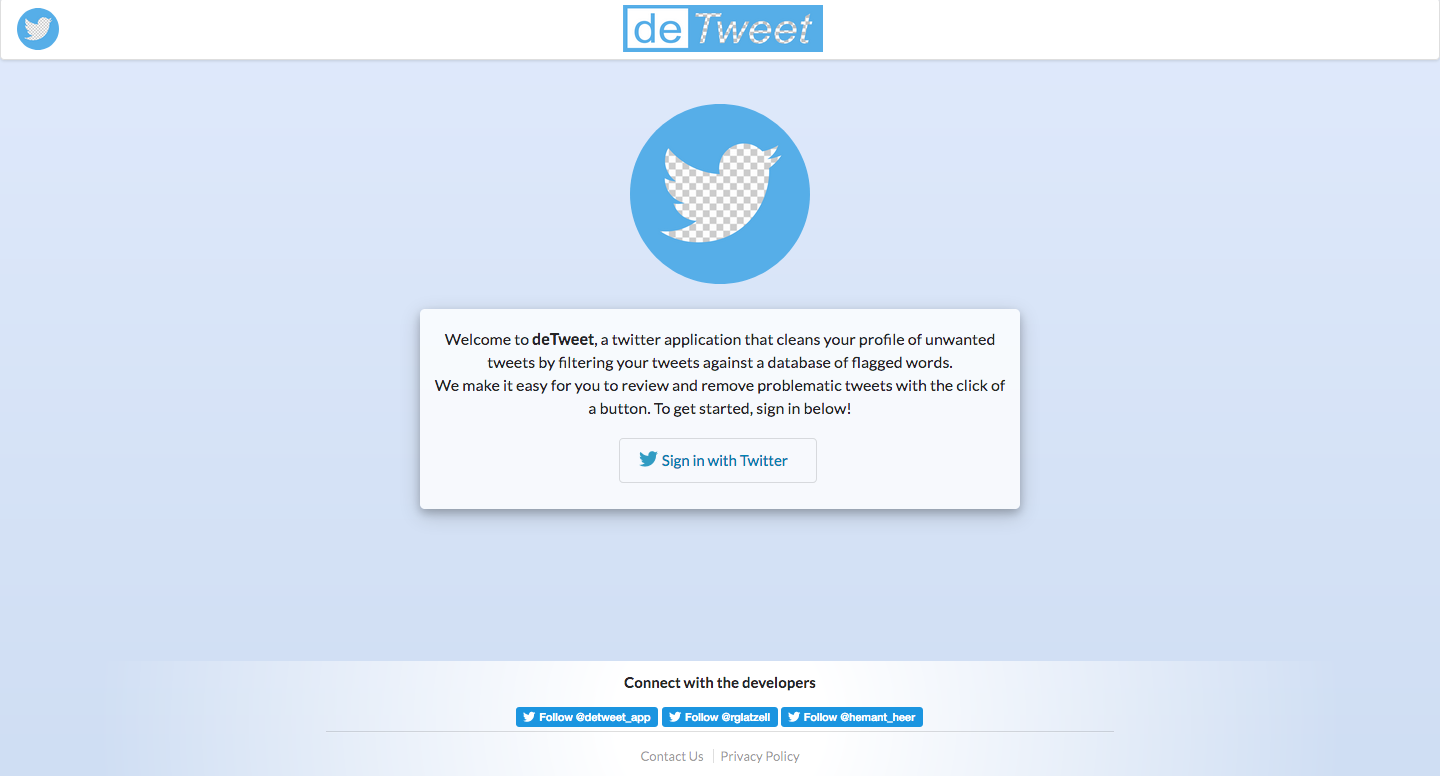 de Tweet
Welcome to deTweet, a twitter application that cleans your profile of unwanted
tweets by filtering your tweets against a database of flagged words.
We make it easy for you to review and remove problematic tweets with the click of
a button. To get started, sign in below!
Sign in with Twitter
Connect with the developers
Follow @detweet_app Follow @rglatzell Follow @hemant_heer
Contact Us Privacy Policy